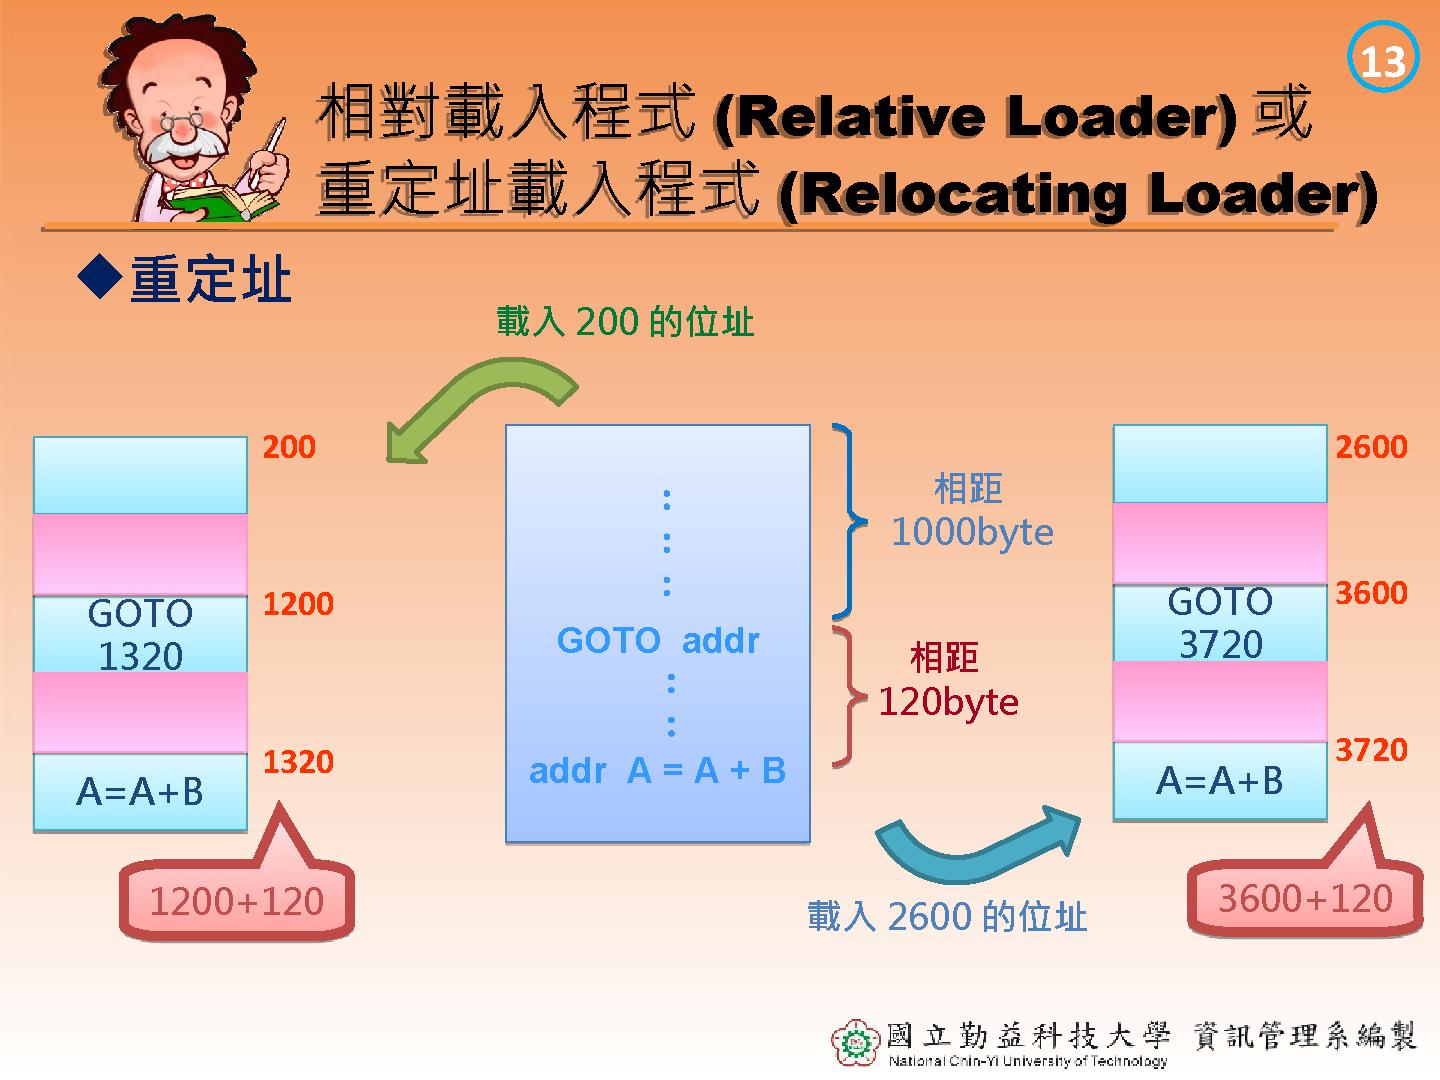 13
相對載入程式 (Relative Loader) 或
重定址載入程式 (Relocating Loader)
◆重定址
載入 200 的位址
200
GOTO
1320
1200
1320
A=A+B
1200+120
:
:
:
GOTO addr
:
:
addr A = A + B
相距
1000byte
相距
120byte
載入 2600 的位址
2600
GOTO
3720
3600
3720
A=A+B
3600+120
國立勤益科技大學 資訊管理系編製
National Chin-Yi University of Technology